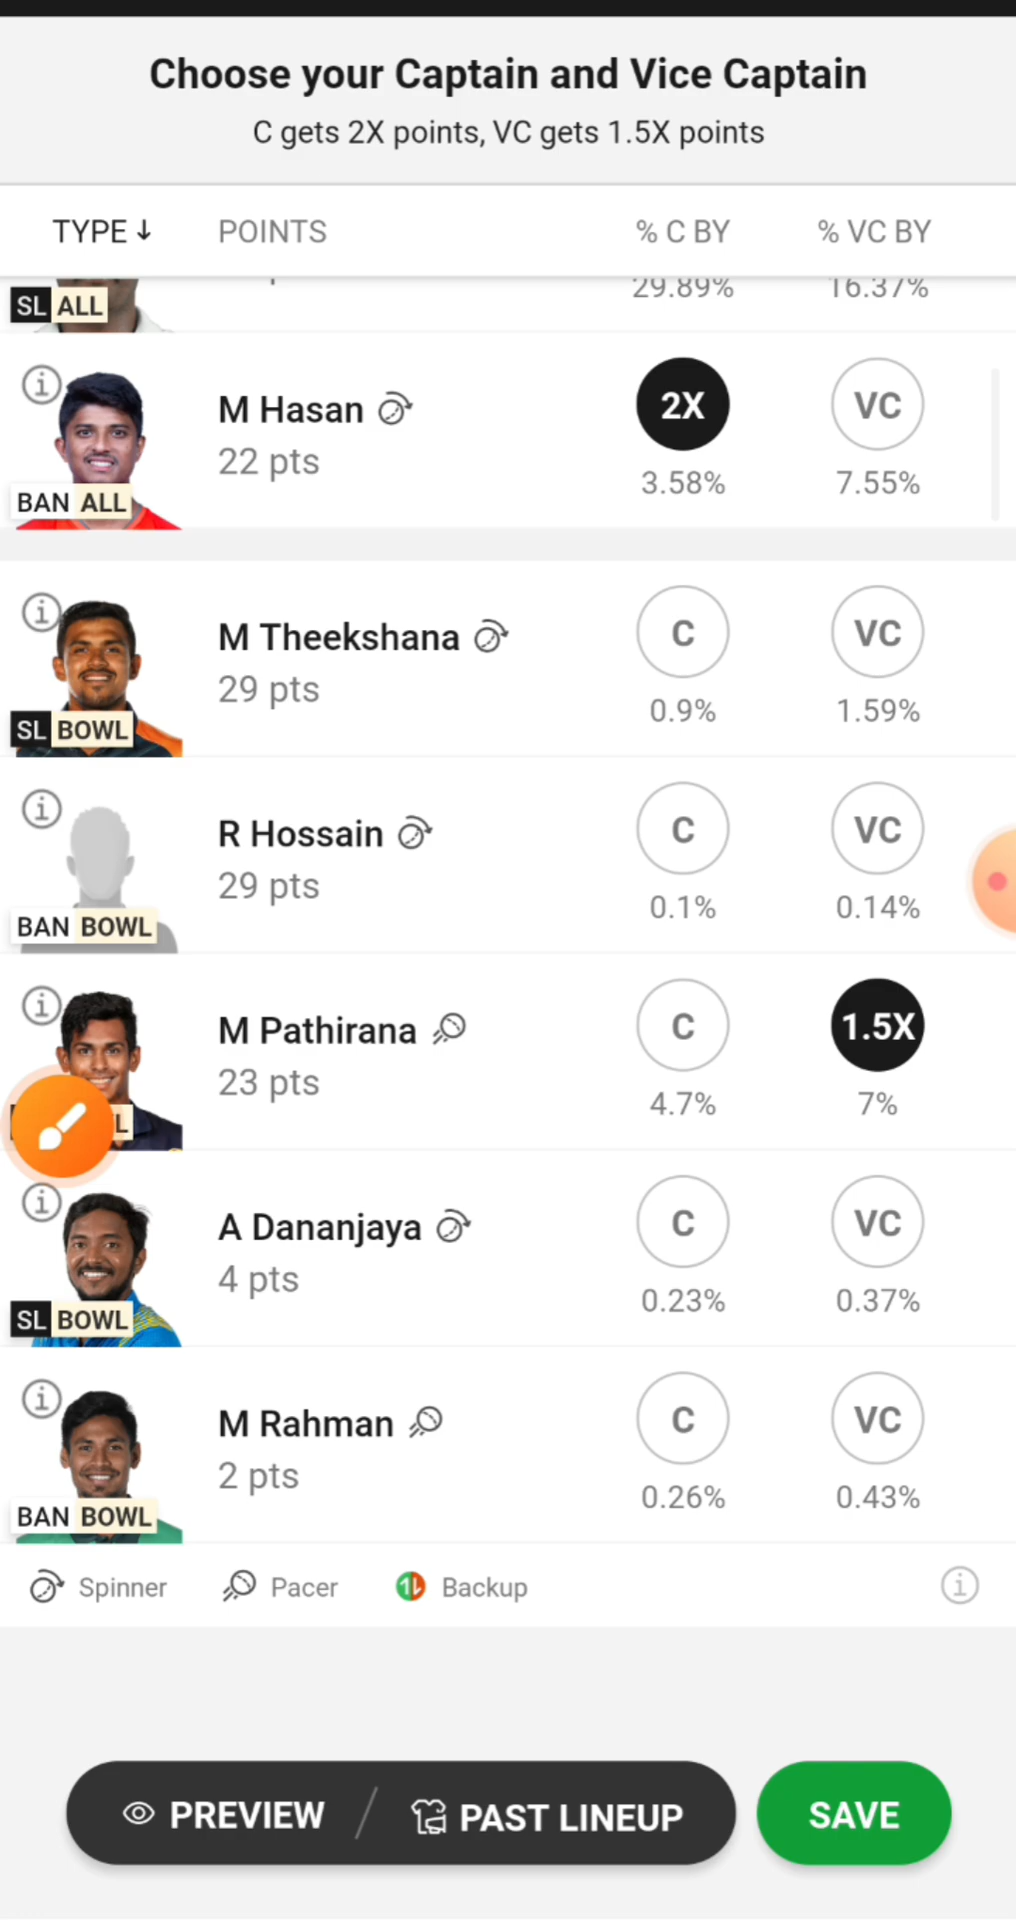 Choose your Captain and Vice Captain
C gets 2X points, VC gets 1.5X points
TYPE↓ POINTS % C BY % VC BY
SL ALL 29.89% 16.37%
M Hasan 2X VC
22 pts 3.58% 7.55%
BAN ALL
M Theekshana C VC
29 pts 0.9% 1.59%
SL BOWL
R Hossain C VC
29 pts 0.1% 0.14%
BAN BOWL
M Pathirana C 1.5X
23 pts 4.7% 7%
L
A Dananjaya C VC
4 pts 0.23% 0.37%
SL BOWL
M Rahman C VC
2 pts 0.26% 0.43%
BAN BOWL
Spinner Pacer Backup
PREVIEW / PAST LINEUP SAVE